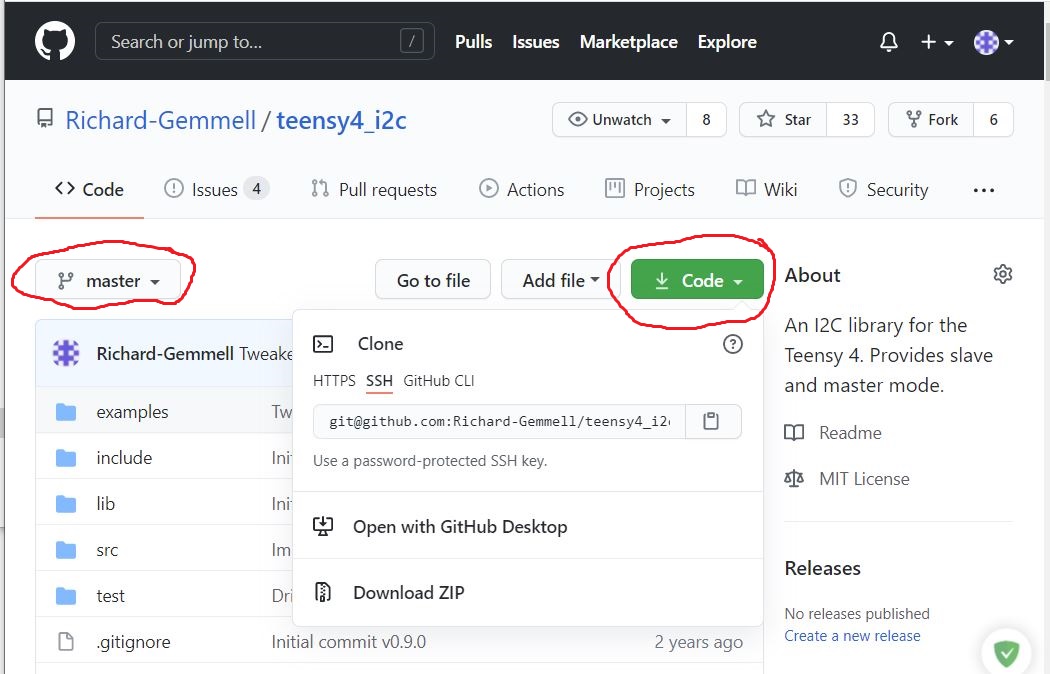 Search or jump to... /
Pulls Issues Marketplace Explore
Richard-Gemmell / teensy4_i2c
Unwatch 8
Star 33
Fork 6
Code
Issues 4
Pull requests
Actions
Projects
Wiki
Security
...
master
Go to file
Add file
Code
Richard-Gemmell Tweake
examples Tw
include Ini
lib Ini
src Im
test Dri
.gitignore Initial commit v0.9.0 2 years ago
Clone
HTTPS SSH GitHub CLI
git@github.com:Richard-Gemmell/teensy4_i2
Use a password-protected SSH key.
Open with GitHub Desktop
Download ZIP
About
An I2C library for the
Teensy 4. Provides slave
and master mode.
Readme
MIT License
Releases
No releases published
Create a new release